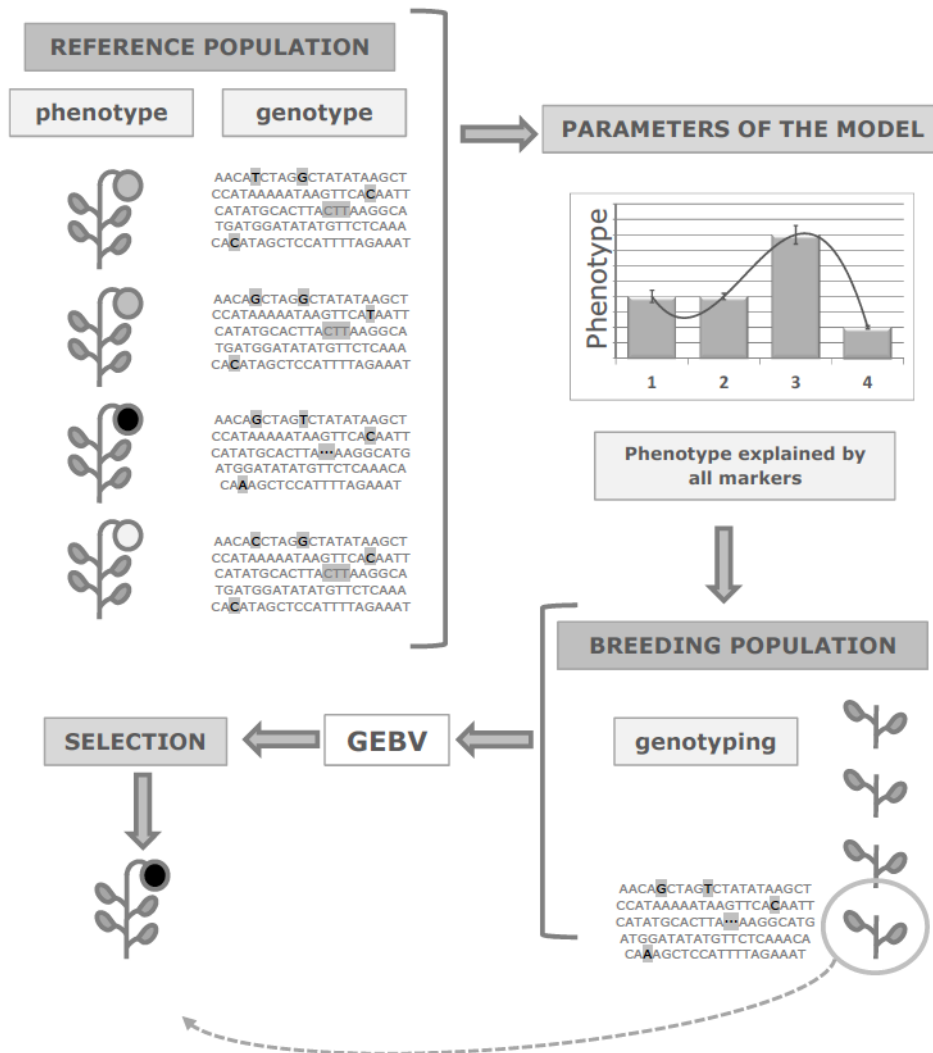 REFERENCE POPULATION
phenotype
genotype
AACATCTAGGCTATATAAGCT
CCATAAAAATAAGTTCACAATT
CATATGCACTTACTTAAGGCA
TGATGGATATATGTTCTCAAA
CACATAGCTCCATTTTAGAAAT
AACAGCTAGGCTATATAAGCT
CCATAAAAATAAGTTCATAATT
CATATGCACTTACTTAAGGCA
TGATGGATATATGTTCTCAAA
CACATAGCTCCATTTTAGAAAT
AACAGCTAGTCTATATAAGCT
CCATAAAAATAAGTTCACAATT
CATATGCACTTA···AAGGCATG
ATGGATATATGTTCTCAAACA
CAAAGCTCCATTTTAGAAAT
AACACCTAGGCTATATAAGCT
CCATAAAAATAAGTTCACAATT
CATATGCACTTACTTAAGGCA
TGATGGATATATGTTCTCAAA
CACATAGCTCCATTTTAGAAAT
PARAMETERS OF THE MODEL
Phenotype
1 2 3 4
Phenotype explained by
all markers
BREEDING POPULATION
genotyping
AACAGCTAGTCTATATAAGCT
CCATAAAAATAAGTTCACAATT
CATATGCACTTA···AAGGCATG
ATGGATATATGTTCTCAAACA
CAAAGCTCCATTTTAGAAAT
GEBV
SELECTION